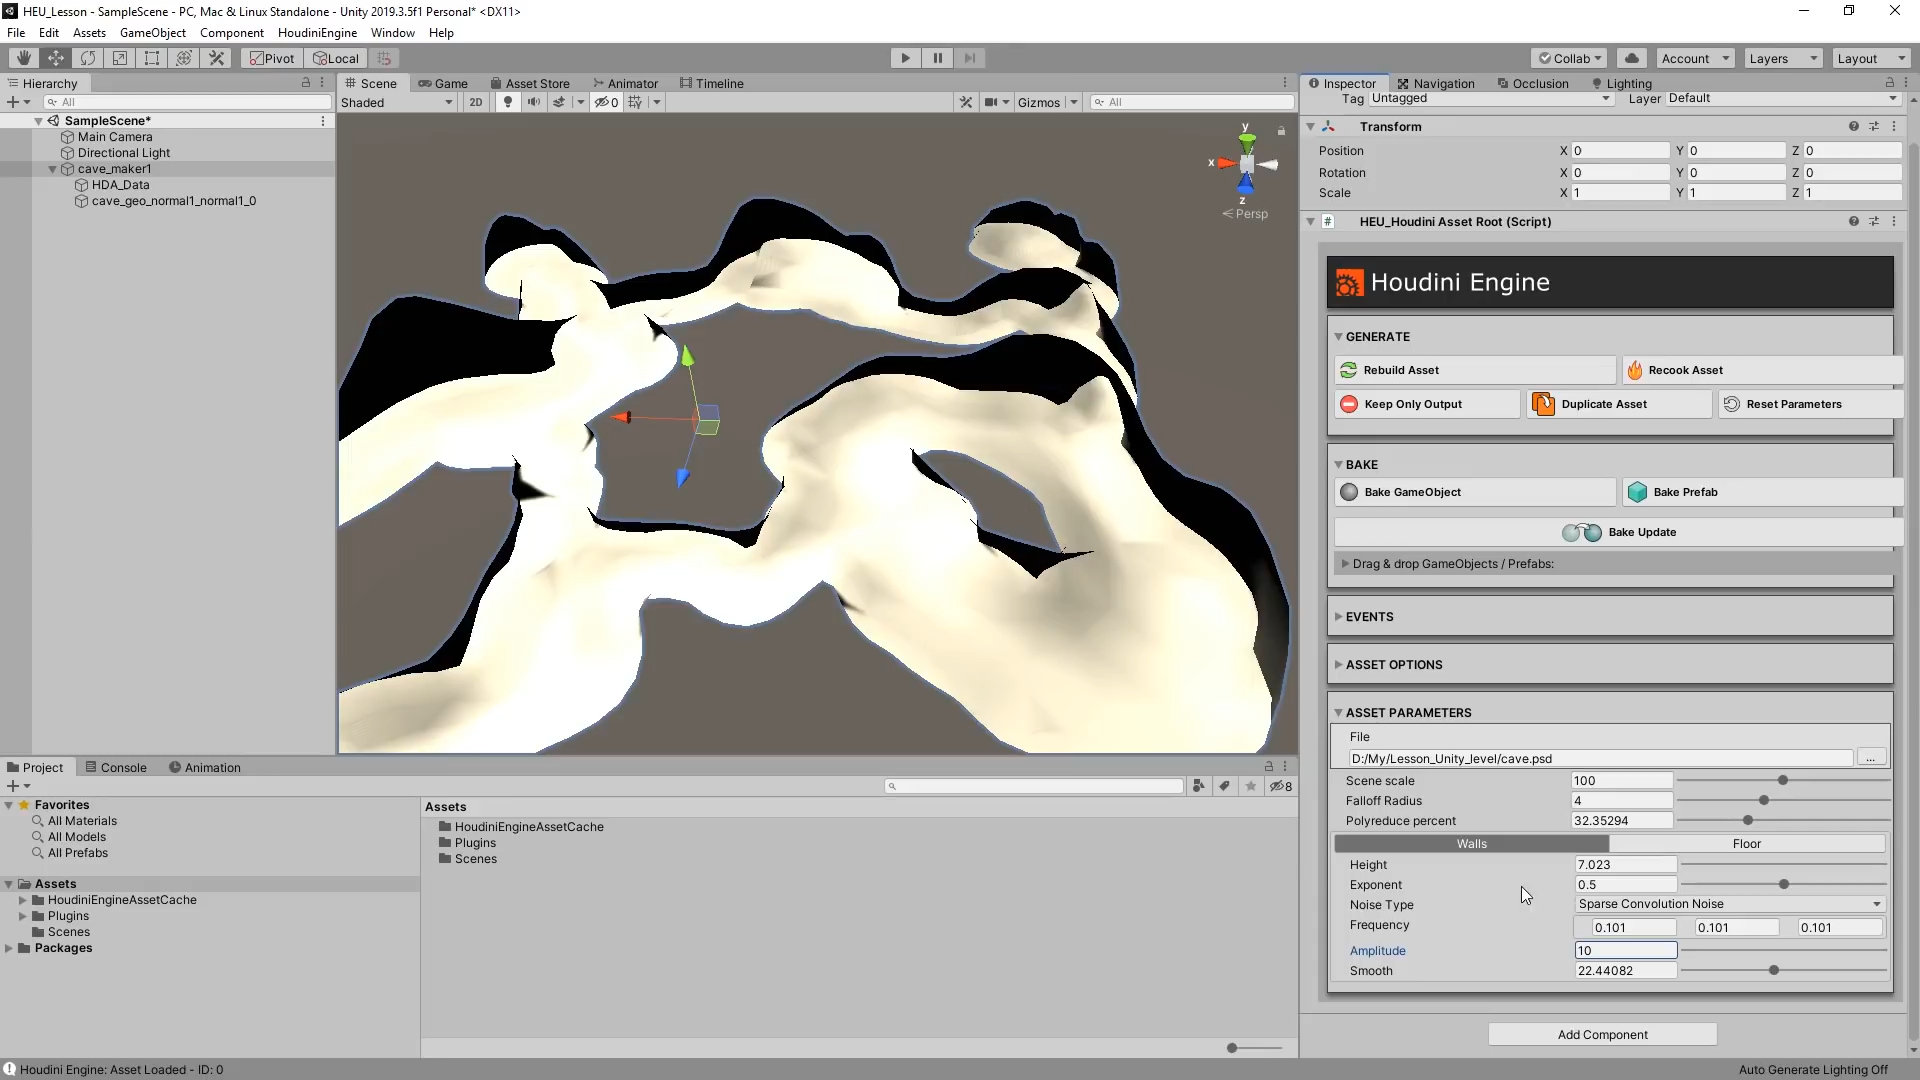 HEU_Lesson - SampleScene - PC, Mac & Linux Standalone - Unity 2019.3.5f1 Personal* <DX11>
File Edit Assets GameObject Component HoudiniEngine Window Help
Pivot Local Collab Account Layers Layout
Hierarchy
All
SampleScene*
Main Camera
Directional Light
cave_maker1
HDA_Data
cave_geo_normal1_normal1_0
Scene Game Asset Store Animator Timeline
Shaded 2D 0 Gizmos All
y
x
z
Persp
Inspector Navigation Occlusion Lighting
Tag Untagged Layer Default
Transform
Position X 0 Y 0 Z 0
Rotation X 0 Y 0 Z 0
Scale X 1 Y 1 Z 1
# HEU_Houdini Asset Root (Script)
Houdini Engine
GENERATE
Rebuild Asset Recook Asset
Keep Only Output Duplicate Asset Reset Parameters
BAKE
Bake GameObject Bake Prefab
Bake Update
Drag & drop GameObjects / Prefabs:
EVENTS
ASSET OPTIONS
ASSET PARAMETERS
File
D:/My/Lesson_Unity_level/cave.psd ...
Scene scale 100
Falloff Radius 4
Polyreduce percent 32.35294
Walls Floor
Height 7.023
Exponent 0.5
Noise Type Sparse Convolution Noise
Frequency 0.101 0.101 0.101
Amplitude 10
Smooth 22.44082
Add Component
Project Console Animation
8
Favorites
All Materials
All Models
All Prefabs
Assets
HoudiniEngineAssetCache
Plugins
Scenes
Packages
Assets
HoudiniEngineAssetCache
Plugins
Scenes
Houdini Engine: Asset Loaded - ID: 0
Auto Generate Lighting Off